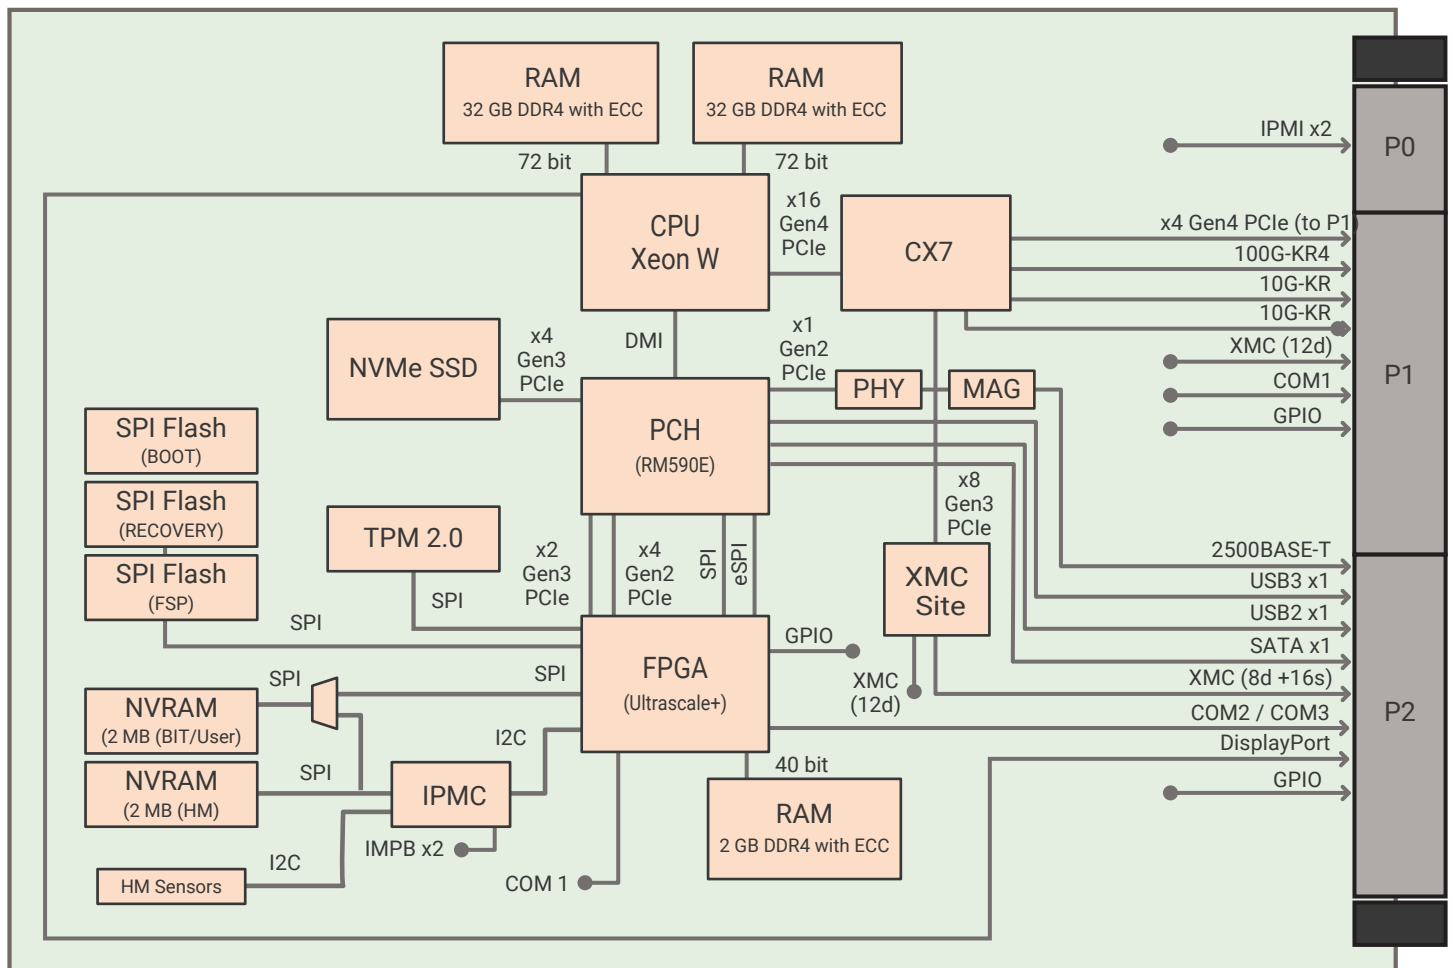 RAM
32 GB DDR4 with ECC
RAM
32 GB DDR4 with ECC
72 bit
72 bit
IPMI x2
P0
CPU
Xeon W
x16
Gen4
PCIe
CX7
x4 Gen4 PCIe (to P1)
100G-KR4
10G-KR
10G-KR
XMC (12d)
COM1
GPIO
P1
NVMe SSD
x4
Gen3
PCIe
DMI
x1
Gen2
PCIe
PHY
MAG
PCH
(RM590E)
SPI Flash
(BOOT)
SPI Flash
(RECOVERY)
SPI Flash
(FSP)
TPM 2.0
SPI
SPI
x2
Gen3
PCIe
x4
Gen2
PCIe
SPI
eSPI
x8
Gen3
PCIe
XMC
Site
XMC
(12d)
GPIO
FPGA
(Ultrascale+)
2500BASE-T
USB3 x1
USB2 x1
SATA x1
XMC (8d +16s)
COM2 / COM3
DisplayPort
GPIO
P2
SPI
SPI
NVRAM
(2 MB (BIT/User)
NVRAM
(2 MB (HM)
SPI
I2C
IPMC
IMPB x2
I2C
HM Sensors
COM 1
40 bit
RAM
2 GB DDR4 with ECC